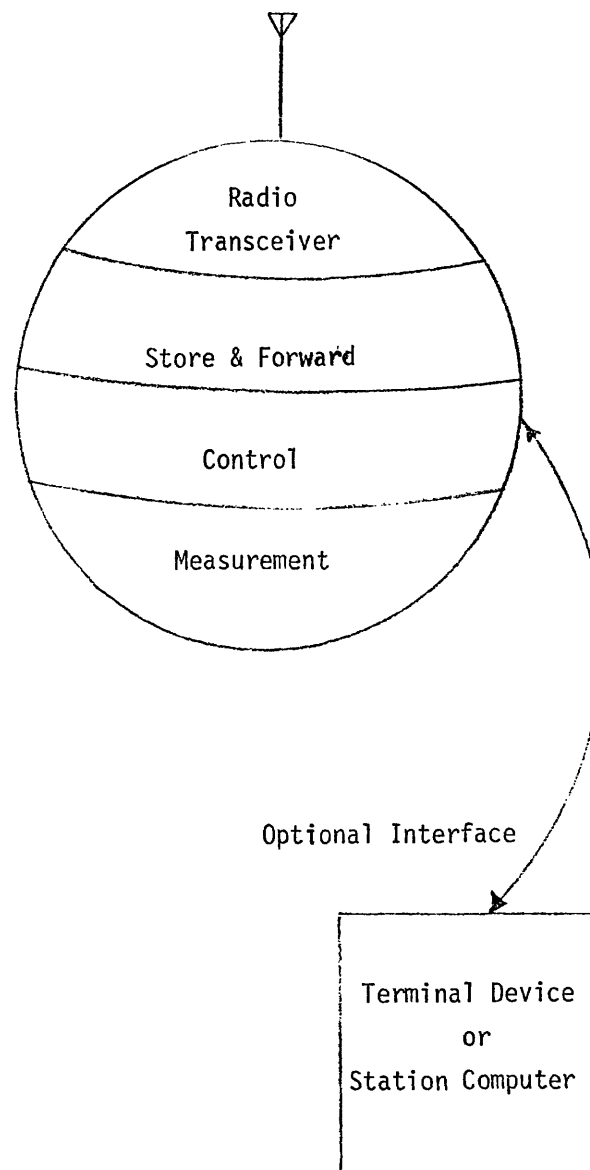 Radio
Transceiver
Store & Forward
Control
Measurement
Optional Interface
Terminal Device
or
Station Computer